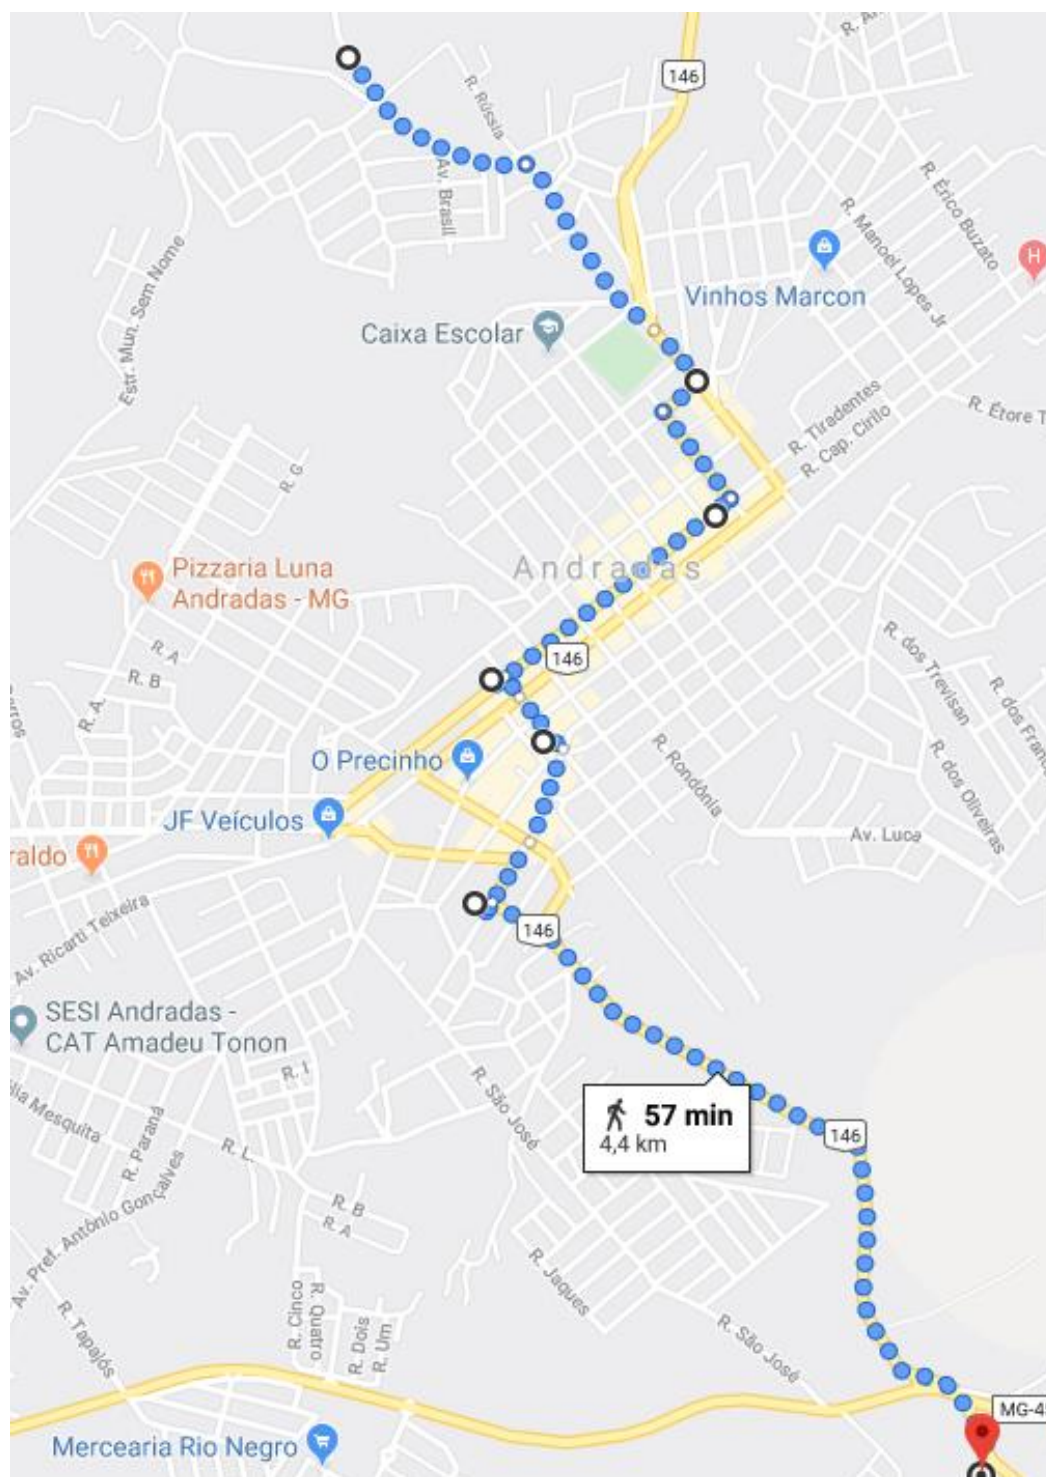 R. Rússia
146
Av. Brasil
R. Érico Buzato
R. Manoel Lopes Jr
H
Estr. Mun. Sem Nome
Vinhos Marcon
Caixa Escolar
R. Tiradentes
R. Cap. Cirilo
R. Étore T
R. G
Andradas
Pizzaria Luna
Andradas - MG
R. A
R. B
R. A.
146
R. dos Trevisan
R. dos Franc
R. dos Oliveiras
R. Rondônia
O Precinho
JF Veículos
Av. Luca
raldo
Av. Ricarti Teixeira
146
SESI Andradas -
CAT Amadeu Tonon
R. I
R. São José
57 min
4,4 km
146
lia Mesquita
R. Paraná
R. L.
R. B
R. A
Av. Pref. Antônio Gonçalves
R. Jaques
R. Cinco
R. Quatro
R. Dois
R. Um
R. Tapajós
R. São José
MG-4
Mercearia Rio Negro